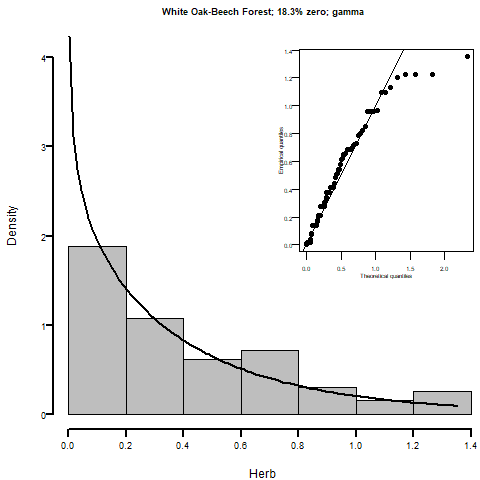 White Oak-Beech Forest; 18.3% zero; gamma
Density
4
3
2
1
0
0.0 0.2 0.4 0.6 0.8 1.0 1.2 1.4
Herb
Empirical quantiles
1.4
1.2
1.0
0.8
0.6
0.4
0.2
0.0
0.0 0.5 1.0 1.5 2.0
Theoretical quantiles